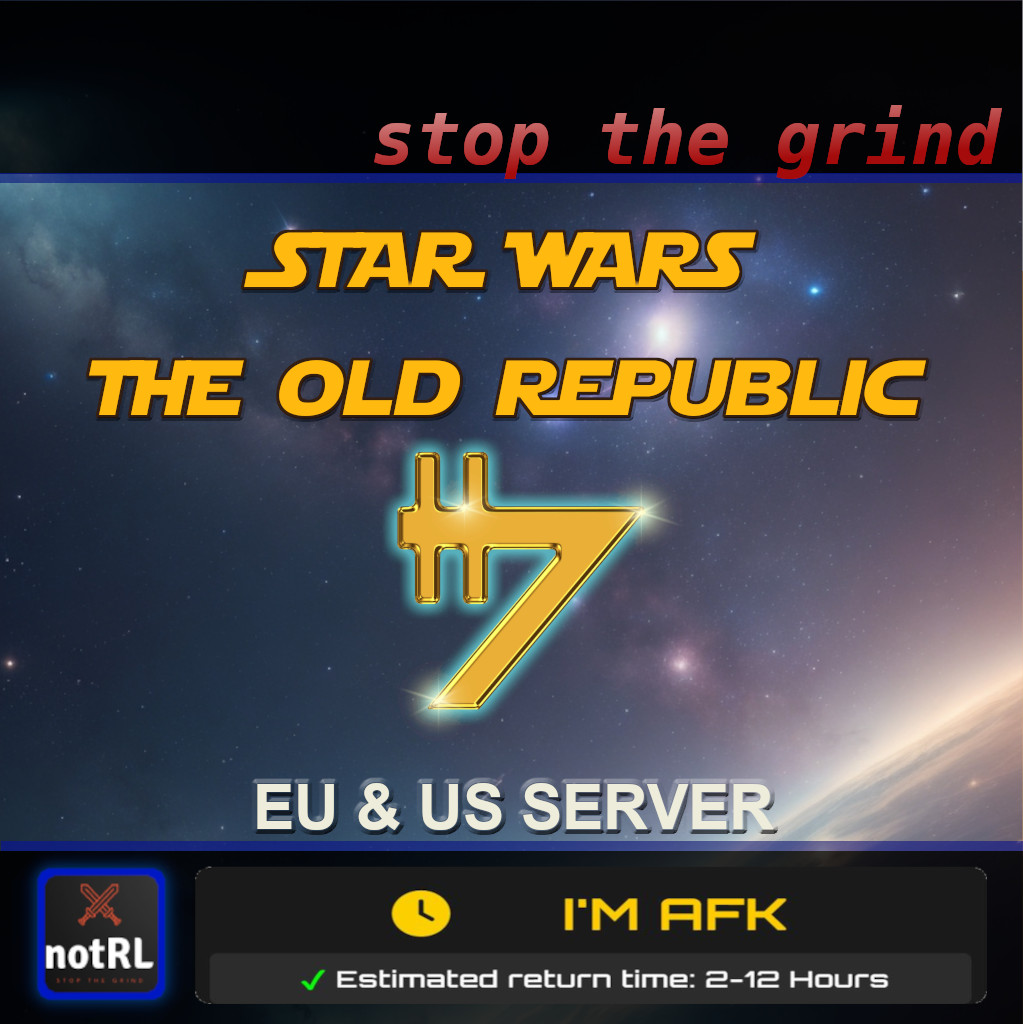 stop the grind
STAR WARS
THE OLD REPUBLIC
EU & US SERVER
notRL
STOP THE GRIND
I'M AFK
✓ Estimated return time: 2-12 Hours